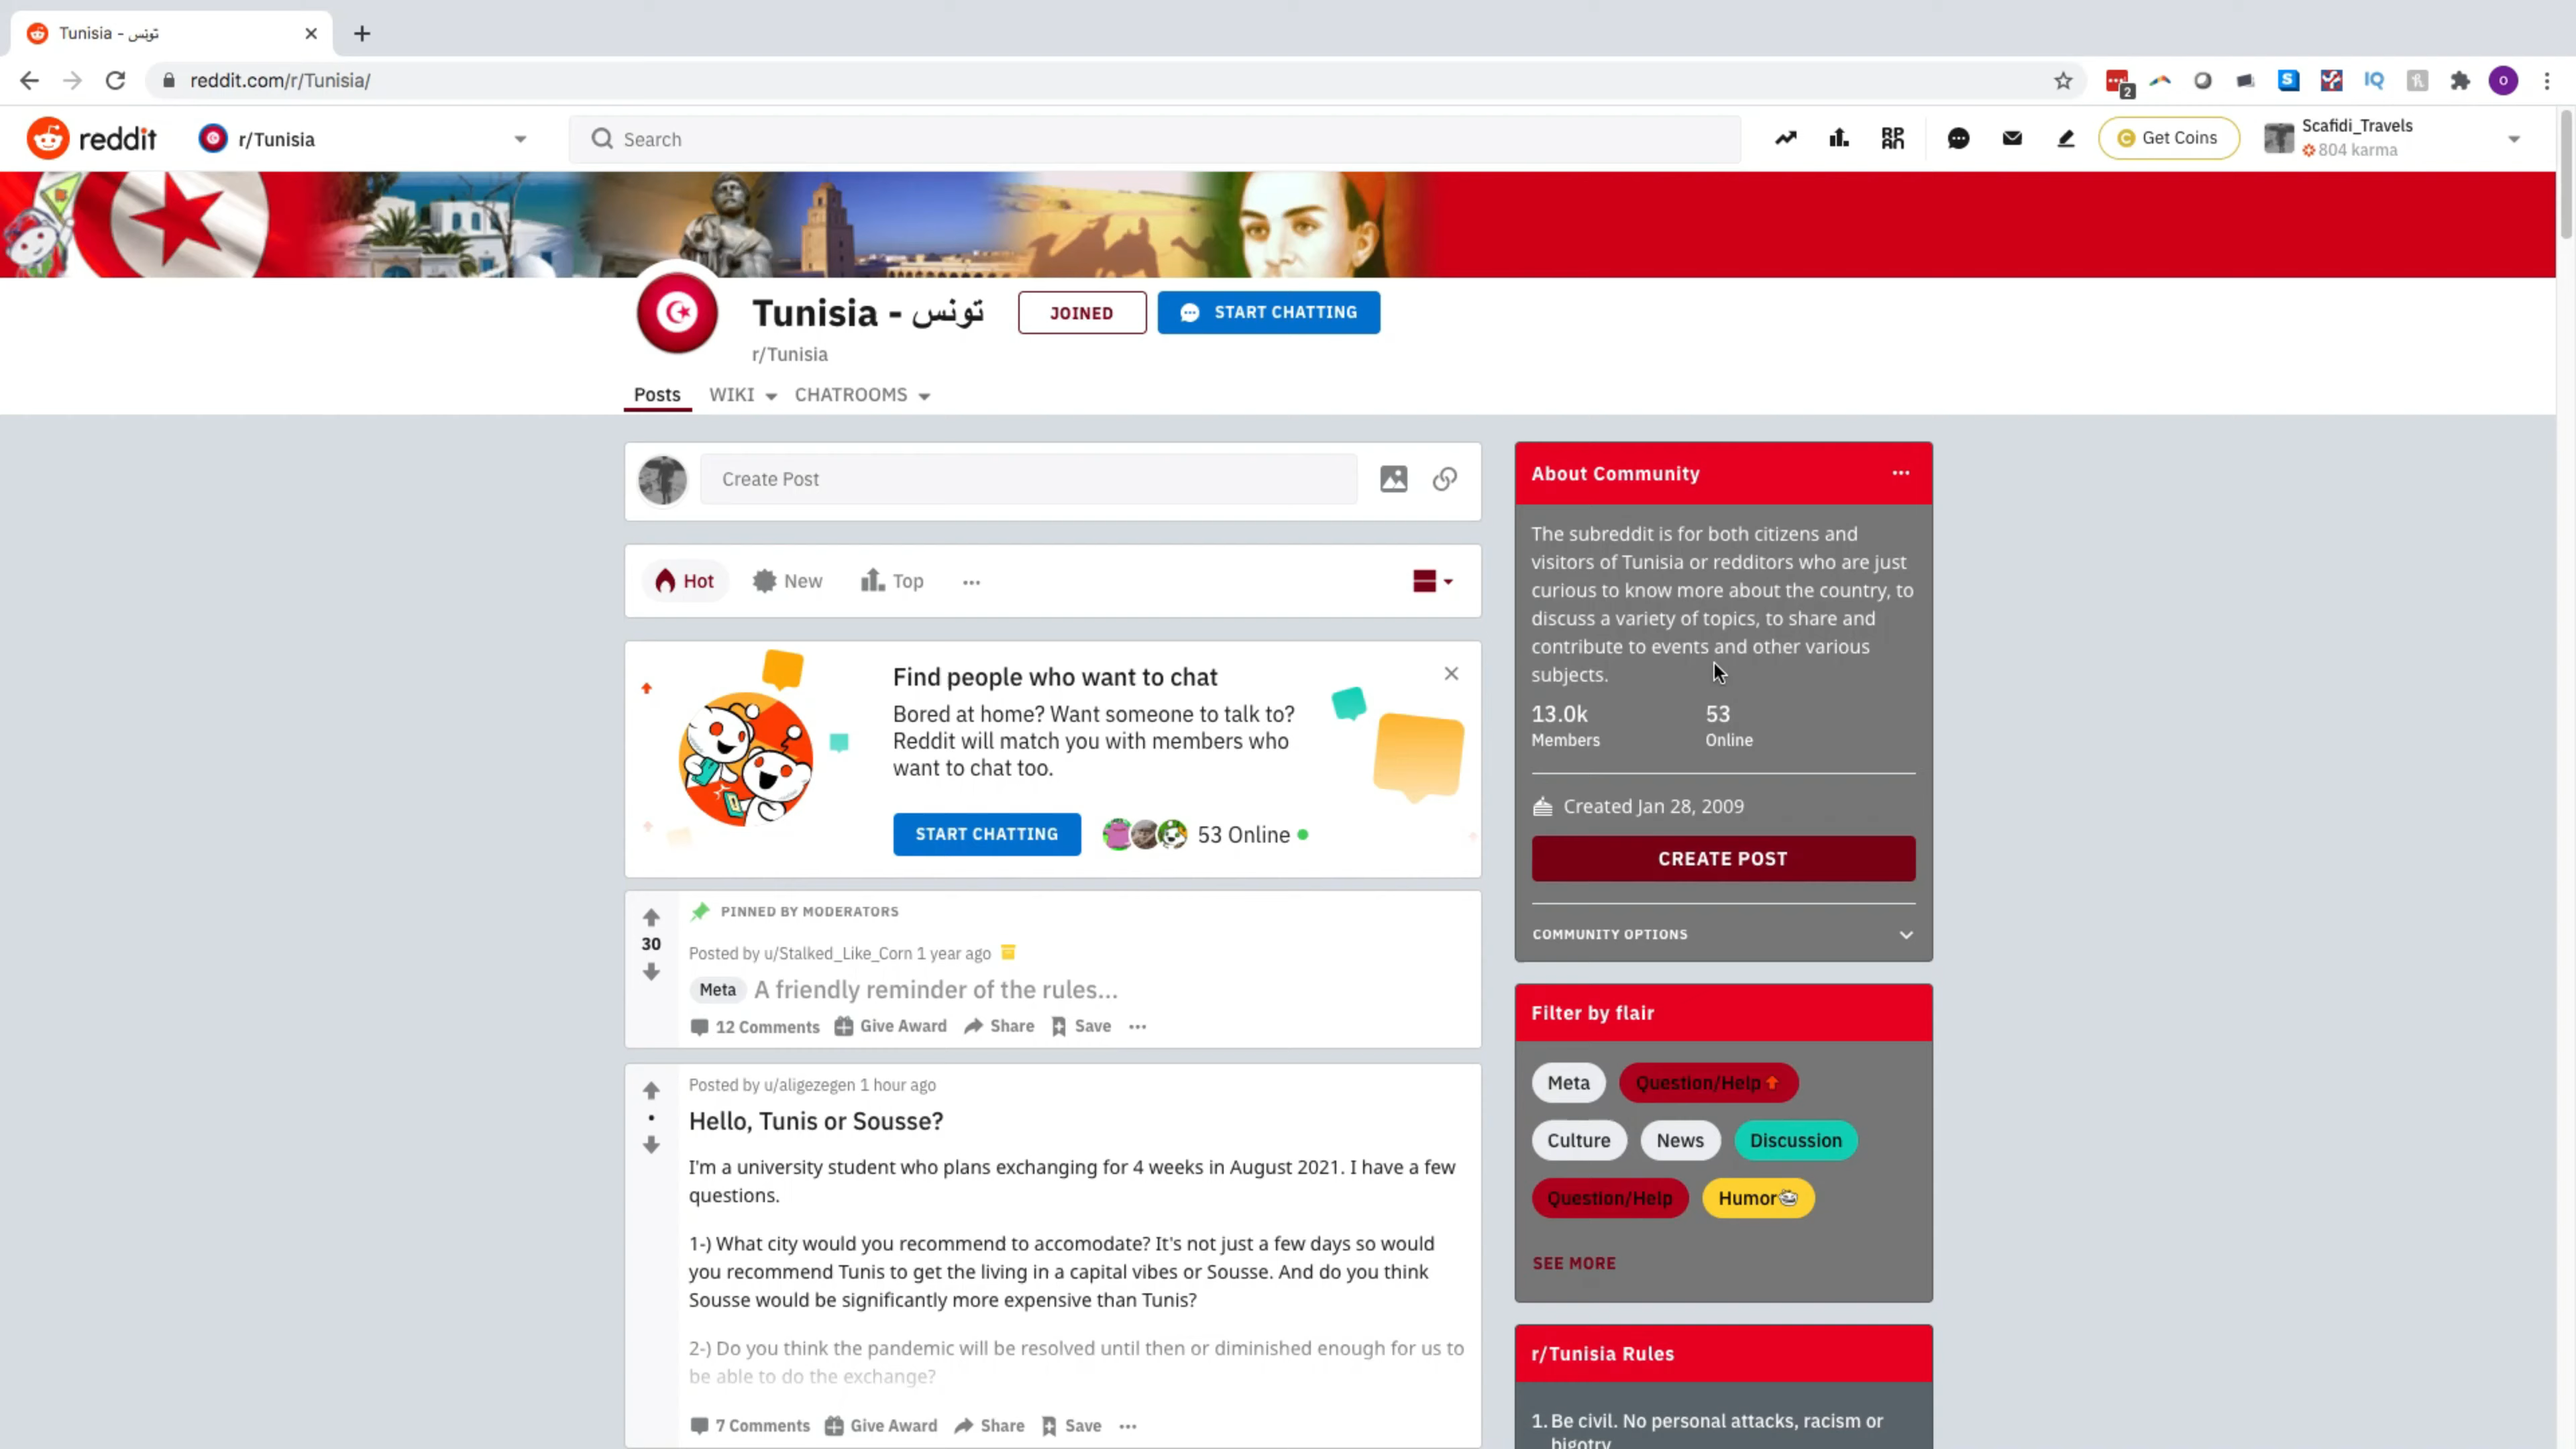 Tunisia - تونس
reddit.com/r/Tunisia/
2
S
IQ
O
reddit
r/Tunisia
Search
Get Coins
Scafidi_Travels
804 karma
Tunisia - تونس
JOINED
START CHATTING
r/Tunisia
Posts
WIKI
CHATROOMS
Create Post
Hot
New
Top
Find people who want to chat
Bored at home? Want someone to talk to?
Reddit will match you with members who
want to chat too.
START CHATTING
53 Online
PINNED BY MODERATORS
30
Posted by u/Stalked_Like_Corn 1 year ago
Meta A friendly reminder of the rules...
12 Comments Give Award Share Save
Posted by u/aligezegen 1 hour ago
Hello, Tunis or Sousse?
I'm a university student who plans exchanging for 4 weeks in August 2021. I have a few
questions.
1-) What city would you recommend to accomodate? It's not just a few days so would
you recommend Tunis to get the living in a capital vibes or Sousse. And do you think
Sousse would be significantly more expensive than Tunis?
2-) Do you think the pandemic will be resolved until then or diminished enough for us to
be able to do the exchange?
7 Comments Give Award Share Save
About Community
The subreddit is for both citizens and
visitors of Tunisia or redditors who are just
curious to know more about the country, to
discuss a variety of topics, to share and
contribute to events and other various
subjects.
13.0k 53
Members Online
Created Jan 28, 2009
CREATE POST
COMMUNITY OPTIONS
Filter by flair
Meta Question/Help
Culture News Discussion
Question/Help Humor
SEE MORE
r/Tunisia Rules
1. Be civil. No personal attacks, racism or
bigotry